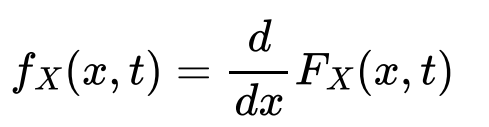 f_X(x, t) = \frac{d}{dx} F_X(x, t)